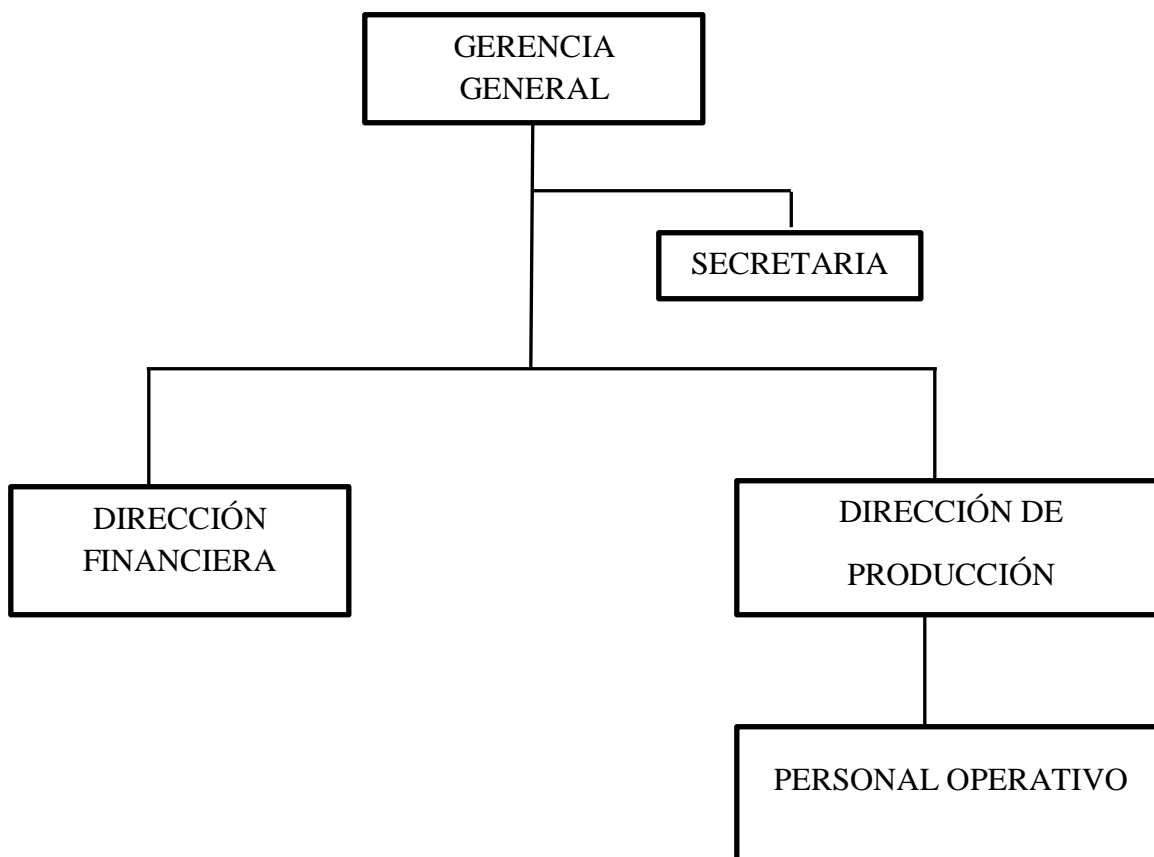 GERENCIA
GENERAL
SECRETARIA
DIRECCIÓN
FINANCIERA
DIRECCIÓN DE
PRODUCCIÓN
PERSONAL OPERATIVO